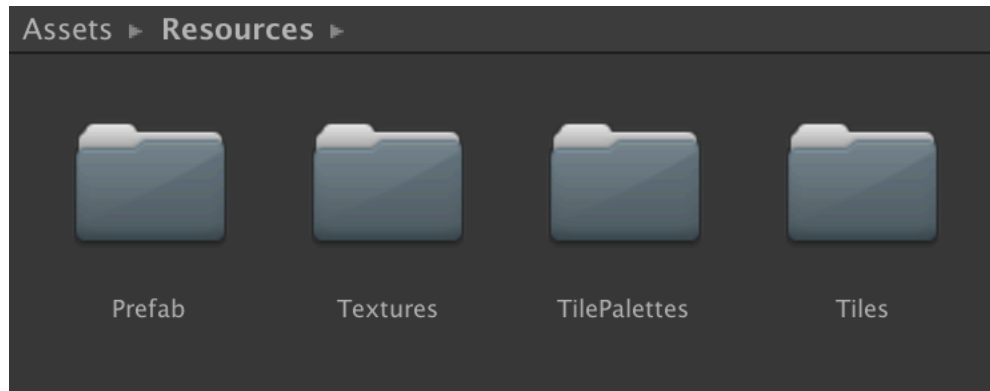 Assets ▸ Resources ▸
Prefab
Textures
TilePalettes
Tiles